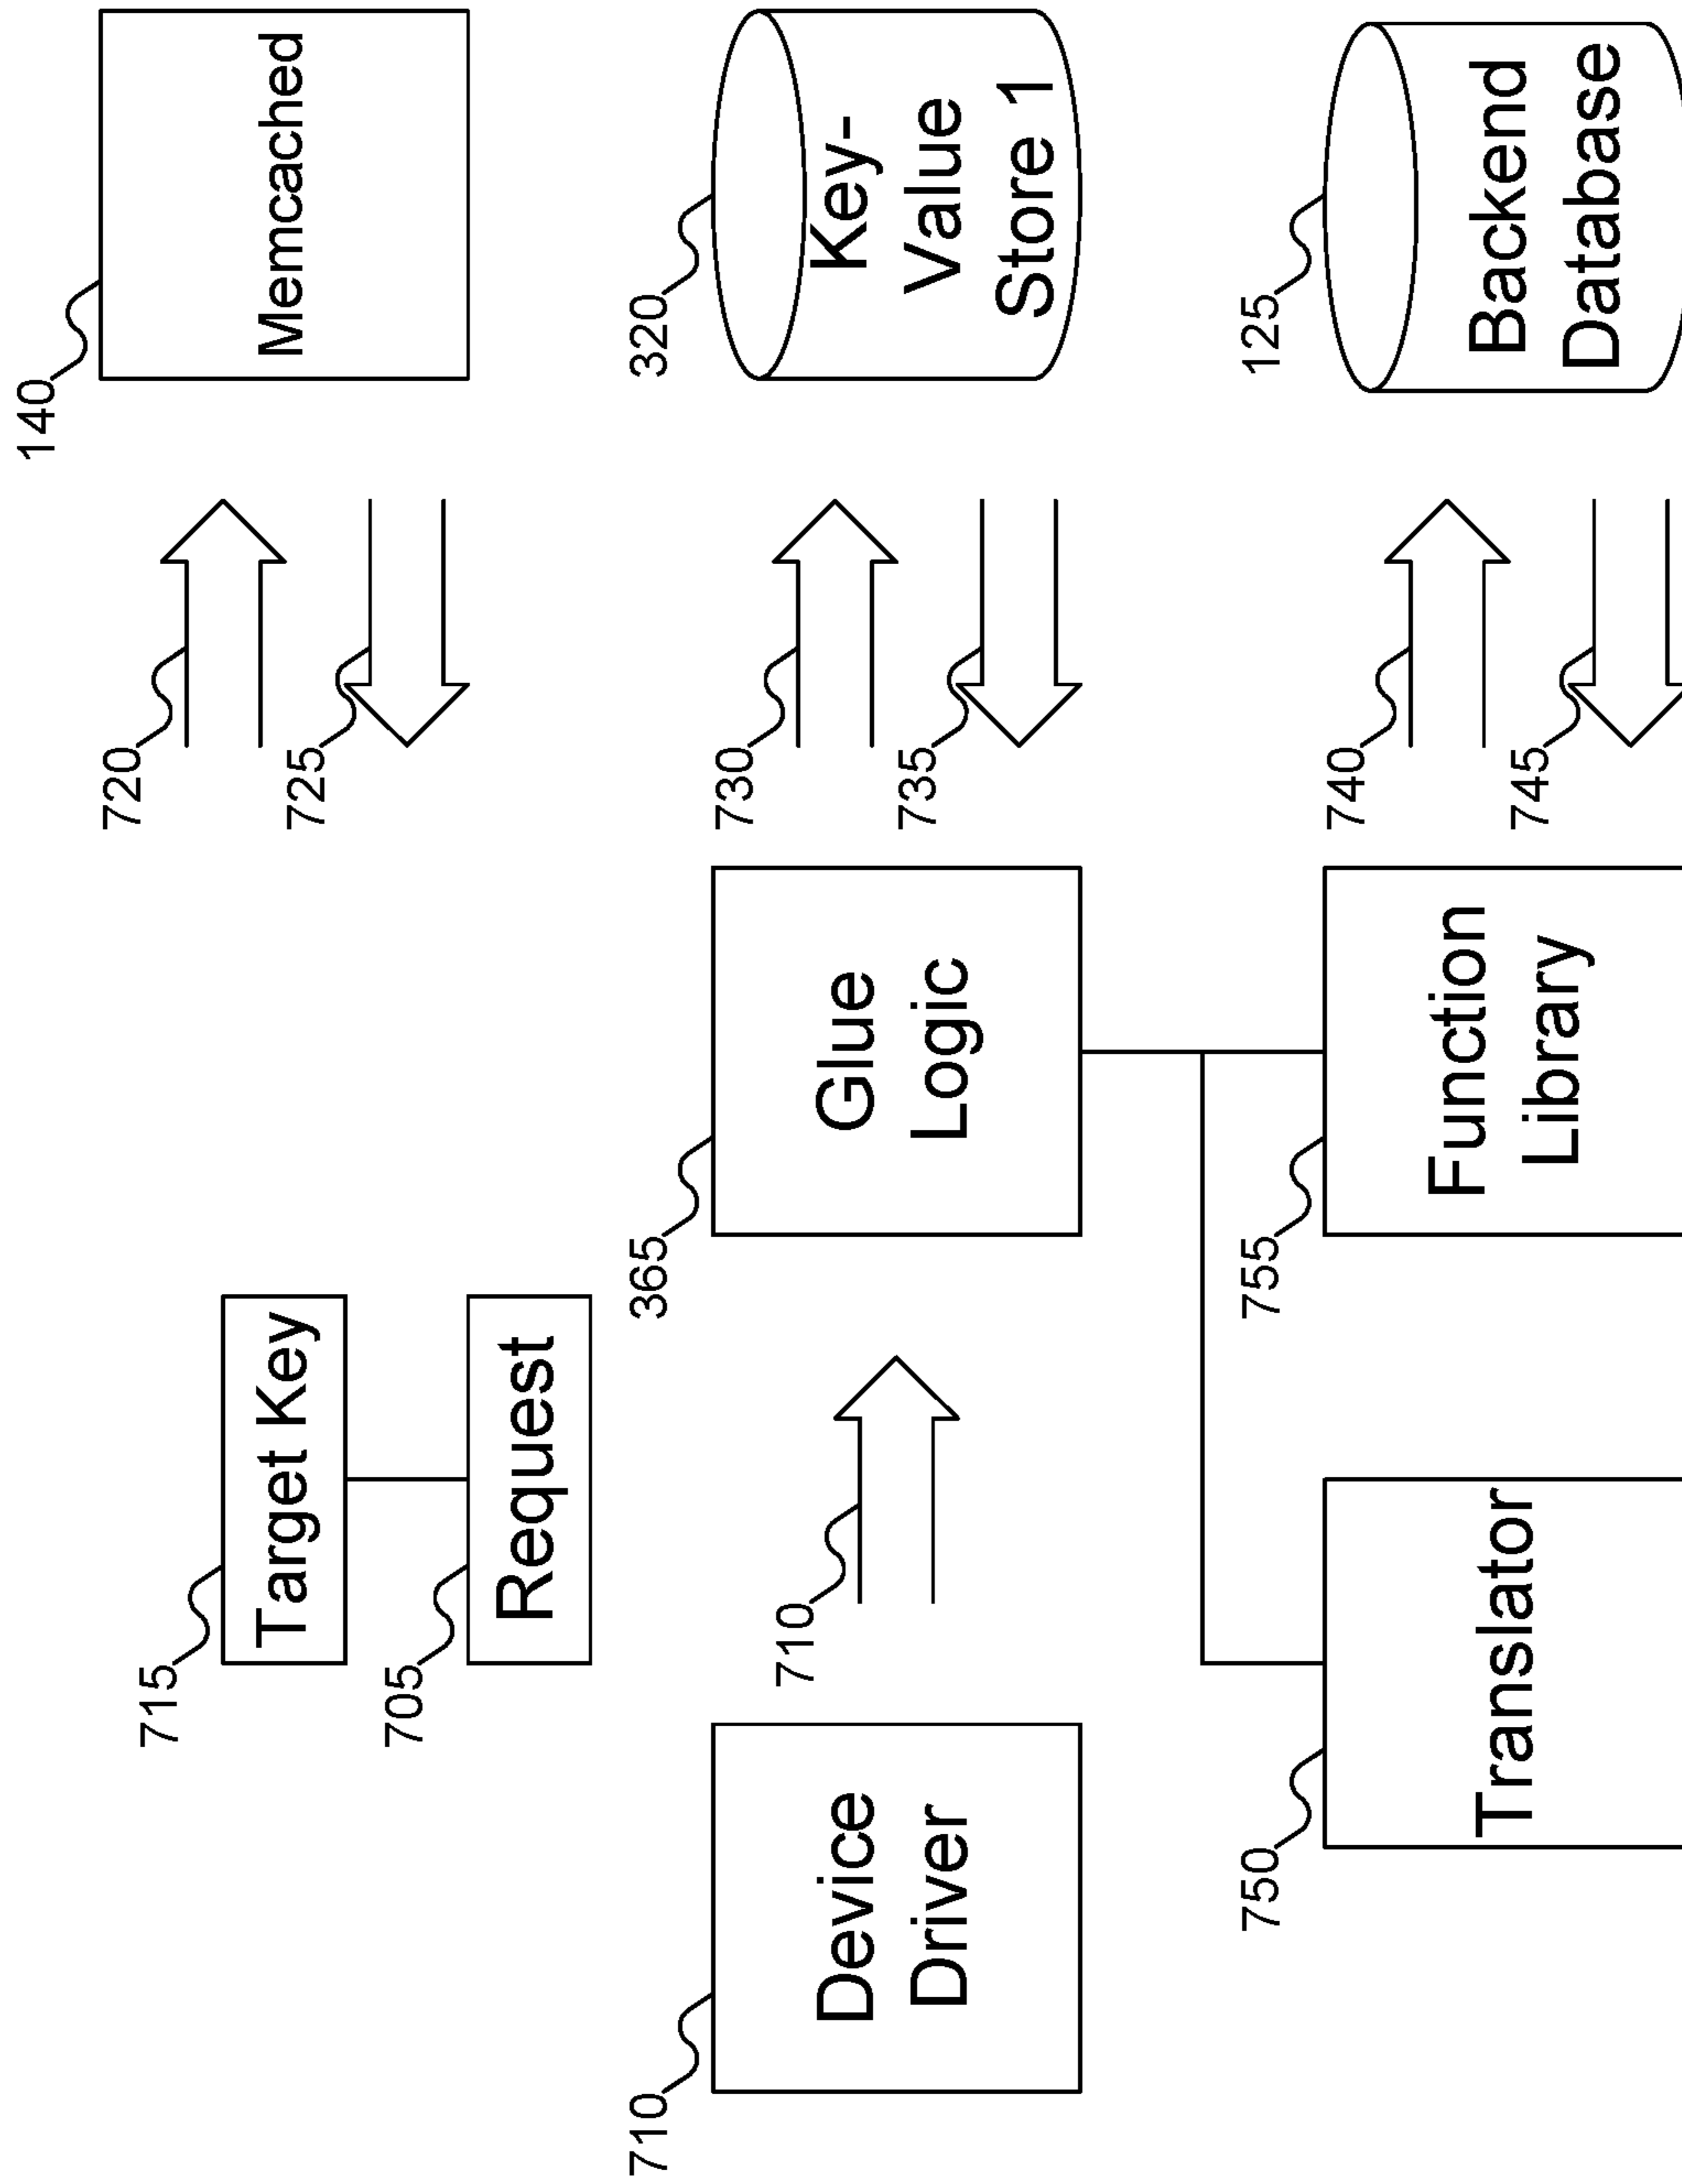 715
Target Key
705
Request
720
725
140
Memcached
710
Device
Driver
710
365
Glue
Logic
730
735
320
Key-
Value
Store 1
750
Translator
755
Function
Library
740
745
125
Backend
Database